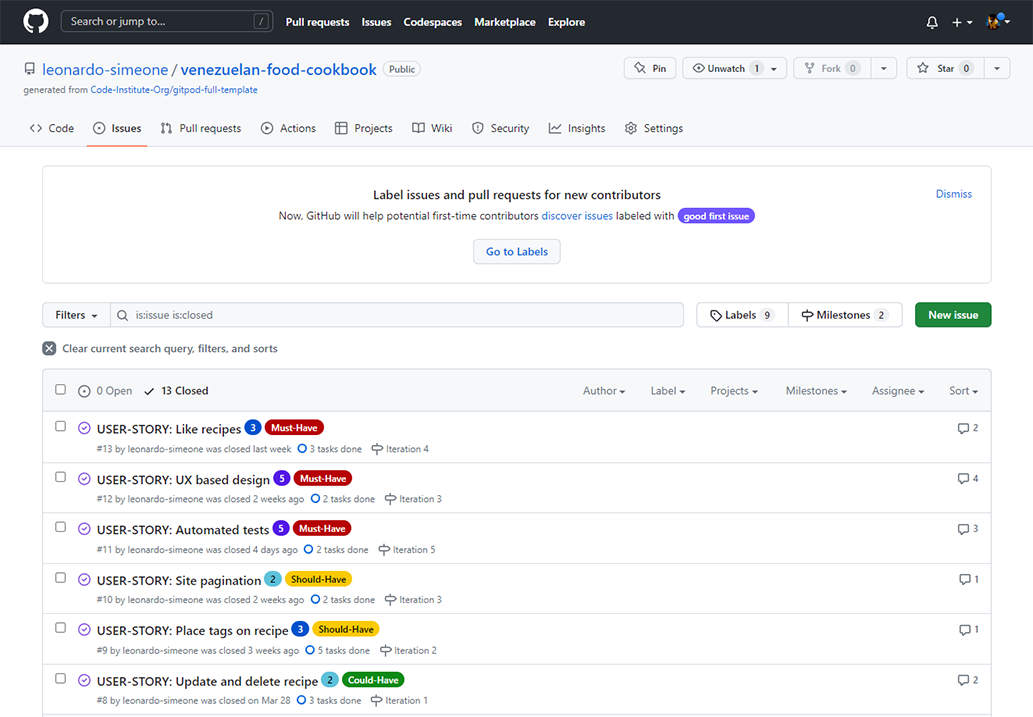 Search or jump to... / Pull requests Issues Codespaces Marketplace Explore
leonardo-simeone / venezuelan-food-cookbook Public Pin Unwatch 1 Fork 0 Star 0
generated from Code-Institute-Org/gitpod-full-template
Code Issues Pull requests Actions Projects Wiki Security Insights Settings
Label issues and pull requests for new contributors Dismiss
Now, GitHub will help potential first-time contributors discover issues labeled with good first issue
Go to Labels
Filters is:issue is:closed Labels 9 Milestones 2 New issue
Clear current search query, filters, and sorts
0 Open 13 Closed Author Label Projects Milestones Assignee Sort
USER-STORY: Like recipes 3 Must-Have 2
#13 by leonardo-simeone was closed last week 3 tasks done Iteration 4
USER-STORY: UX based design 5 Must-Have 4
#12 by leonardo-simeone was closed 2 weeks ago 2 tasks done Iteration 3
USER-STORY: Automated tests 5 Must-Have 3
#11 by leonardo-simeone was closed 4 days ago 2 tasks done Iteration 5
USER-STORY: Site pagination 2 Should-Have 1
#10 by leonardo-simeone was closed 2 weeks ago 2 tasks done Iteration 3
USER-STORY: Place tags on recipe 3 Should-Have 1
#9 by leonardo-simeone was closed 3 weeks ago 5 tasks done Iteration 2
USER-STORY: Update and delete recipe 2 Could-Have 2
#8 by leonardo-simeone was closed on Mar 28 3 tasks done Iteration 1